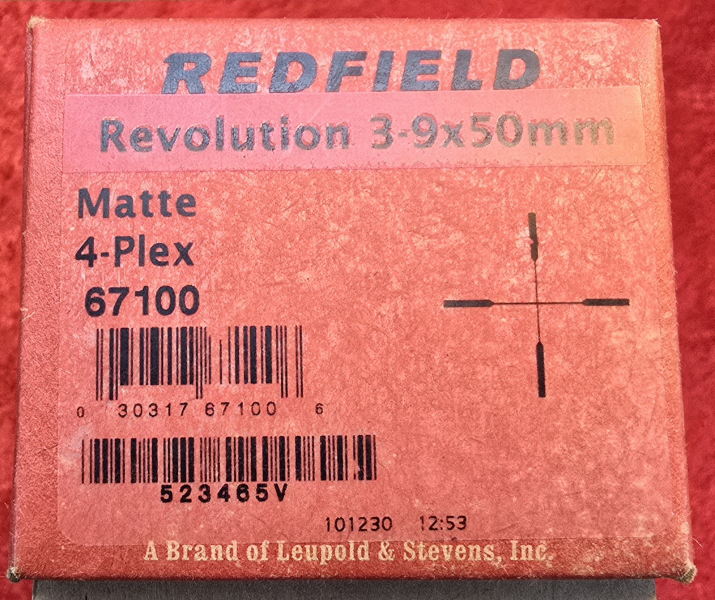 REDFIELD
Revolution 3-9x50mm
Matte
4-Plex
67100
0 30317 67100 6
523465V
101230 12:53
A Brand of Leupold & Stevens, Inc.